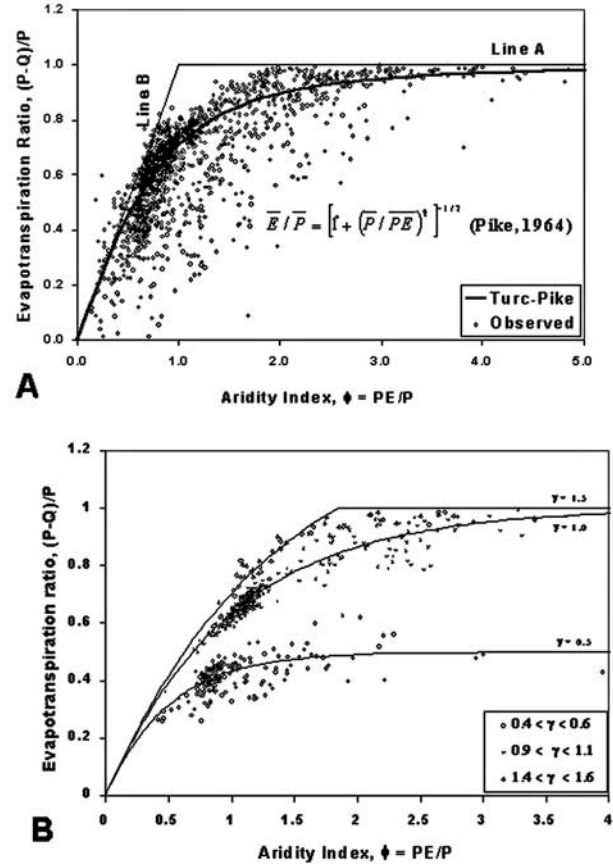 Evapotranspiration Ratio, (P-Q)/P
1.2
1.0
0.8
0.6
0.4
0.2
0.0
Line B
Line A
E / P = [1 + (P / PE)²]^-1/2 (Pike, 1964)
Turc-Pike
Observed
0.0 1.0 2.0 3.0 4.0 5.0
Aridity Index, ϕ = PE/P
A
Evapotranspiration ratio, (P-Q)/P
1.2
1
0.8
0.6
0.4
0.2
0
γ = 1.5
γ = 1.0
γ = 0.5
0.4 < γ < 0.6
0.9 < γ < 1.1
1.4 < γ < 1.6
0 0.5 1 1.5 2 2.5 3 3.5 4
Aridity Index, ϕ = PE/P
B